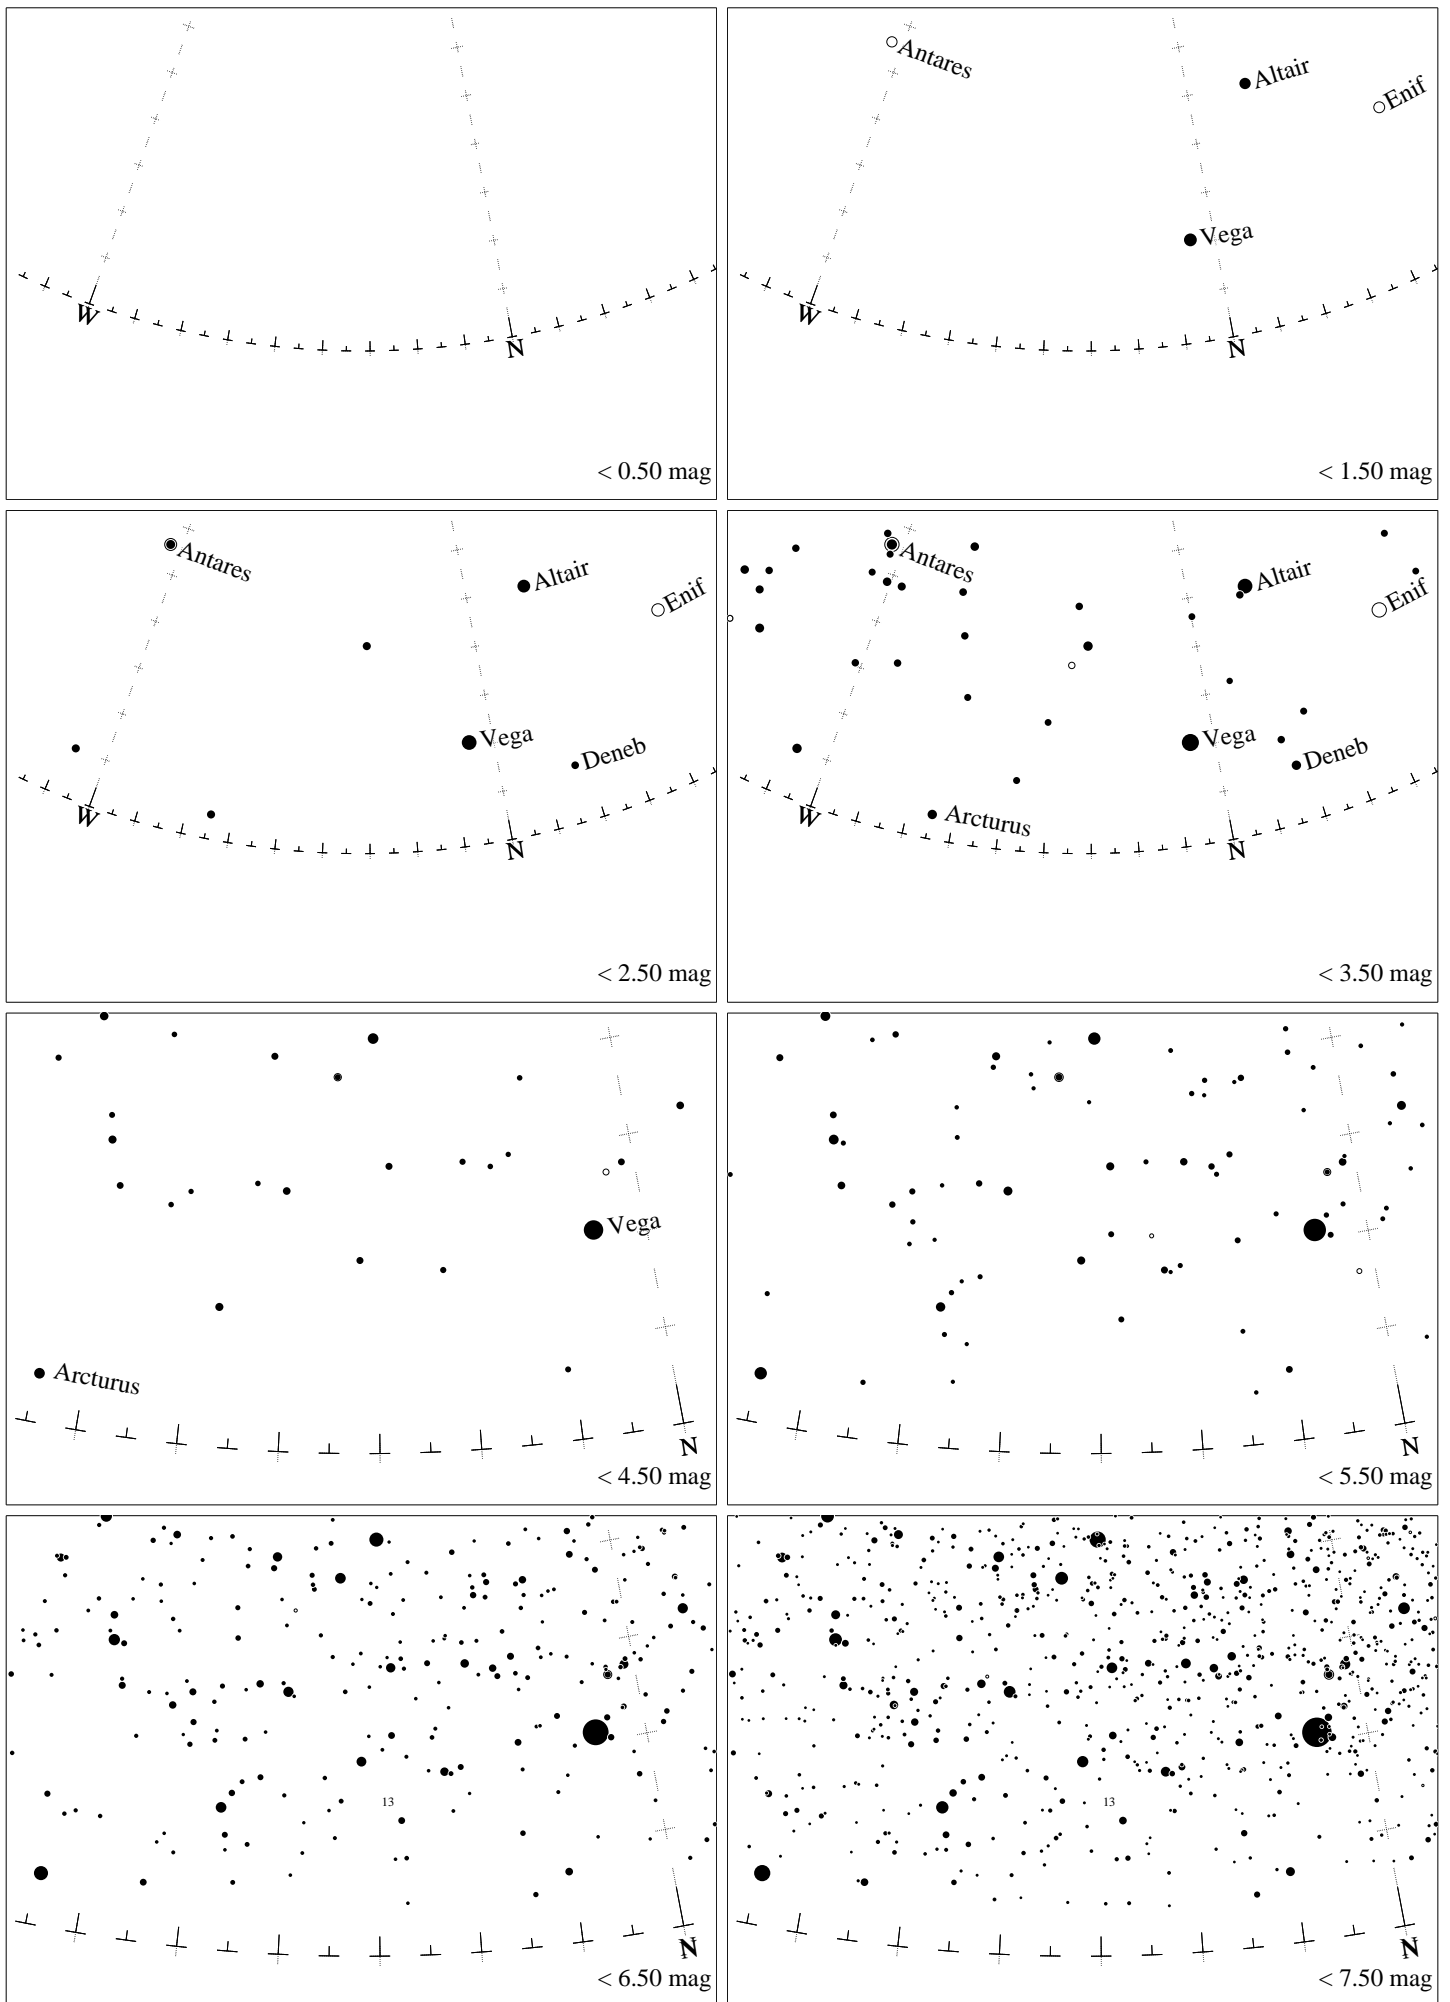 W
N
< 0.50 mag
Antares
Altair
Enif
Vega
W
N
< 1.50 mag
Antares
Altair
Enif
Vega
Deneb
W
N
< 2.50 mag
Antares
Altair
Enif
Vega
Deneb
Arcturus
W
N
< 3.50 mag
Vega
Arcturus
N
< 4.50 mag
N
< 5.50 mag
13
N
< 6.50 mag
13
N
< 7.50 mag